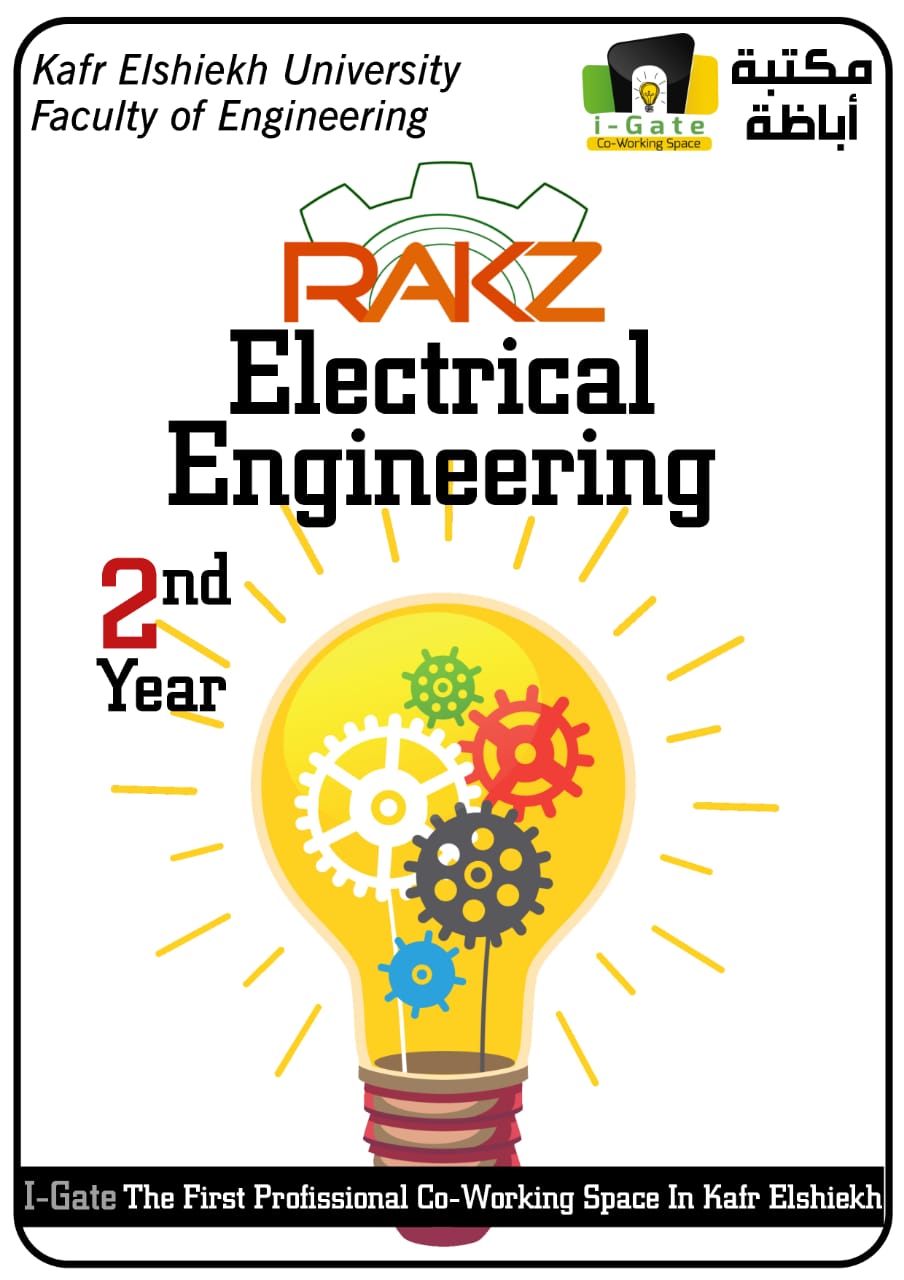 Kafr Elshiekh University
Faculty of Engineering
i-Gate
Co-Working Space
مكتبة
أباظة
RAKZ
Electrical
Engineering
2nd
Year
I-Gate The First Profissional Co-Working Space In Kafr Elshiekh